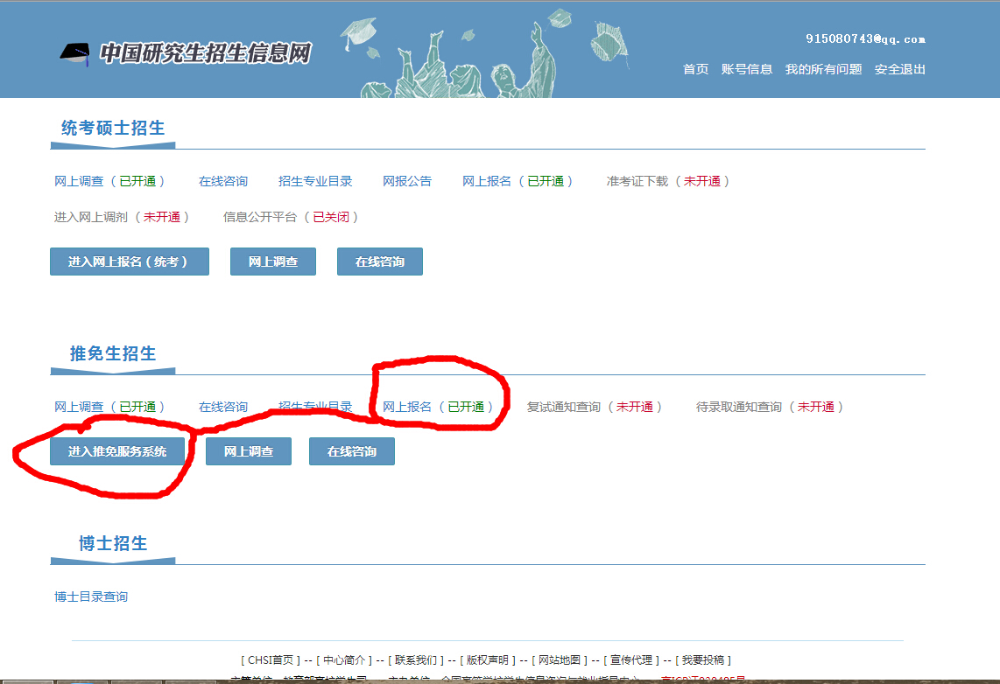 中国研究生招生信息网
915080743@qq.com
首页 账号信息 我的所有问题 安全退出
统考硕士招生
网上调查（已开通） 在线咨询 招生专业目录 网报公告 网上报名（已开通） 准考证下载（未开通）
进入网上调剂（未开通） 信息公开平台（已关闭）
进入网上报名（统考） 网上调查 在线咨询
推免生招生
网上调查（已开通） 在线咨询 招生专业目录 网上报名（已开通） 复试通知查询（未开通） 待录取通知查询（未开通）
进入推免服务系统 网上调查 在线咨询
博士招生
博士目录查询
[ CHSI首页 ] -- [ 中心简介 ] -- [ 联系我们 ] -- [ 版权声明 ] -- [ 网站地图 ] -- [ 宣传代理 ] -- [ 我要投稿 ]